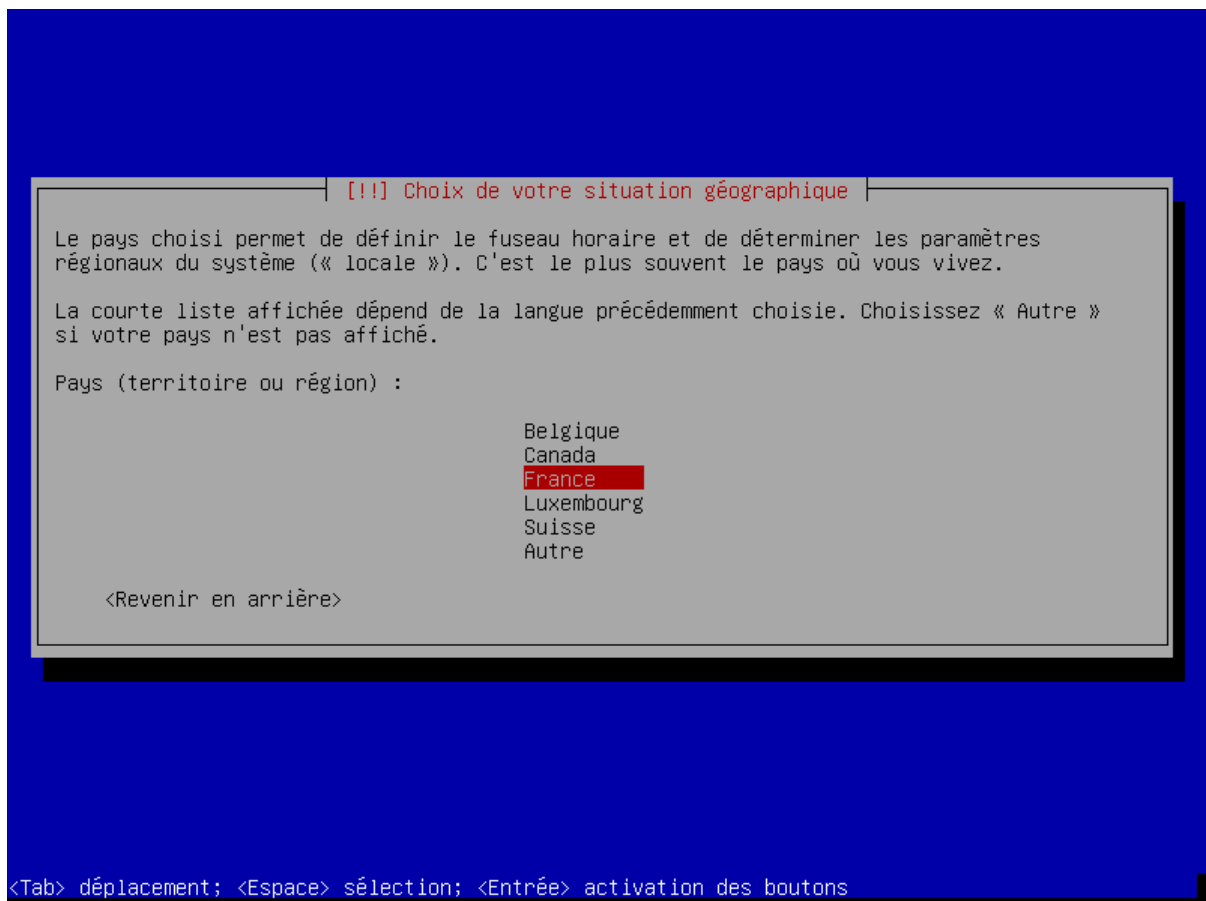 [!!] Choix de votre situation géographique
Le pays choisi permet de définir le fuseau horaire et de déterminer les paramètres
régionaux du système (« locale »). C'est le plus souvent le pays où vous vivez.
La courte liste affichée dépend de la langue précédemment choisie. Choisissez « Autre »
si votre pays n'est pas affiché.
Pays (territoire ou région) :
Belgique
Canada
France
Luxembourg
Suisse
Autre
<Revenir en arrière>
<Tab> déplacement; <Espace> sélection; <Entrée> activation des boutons